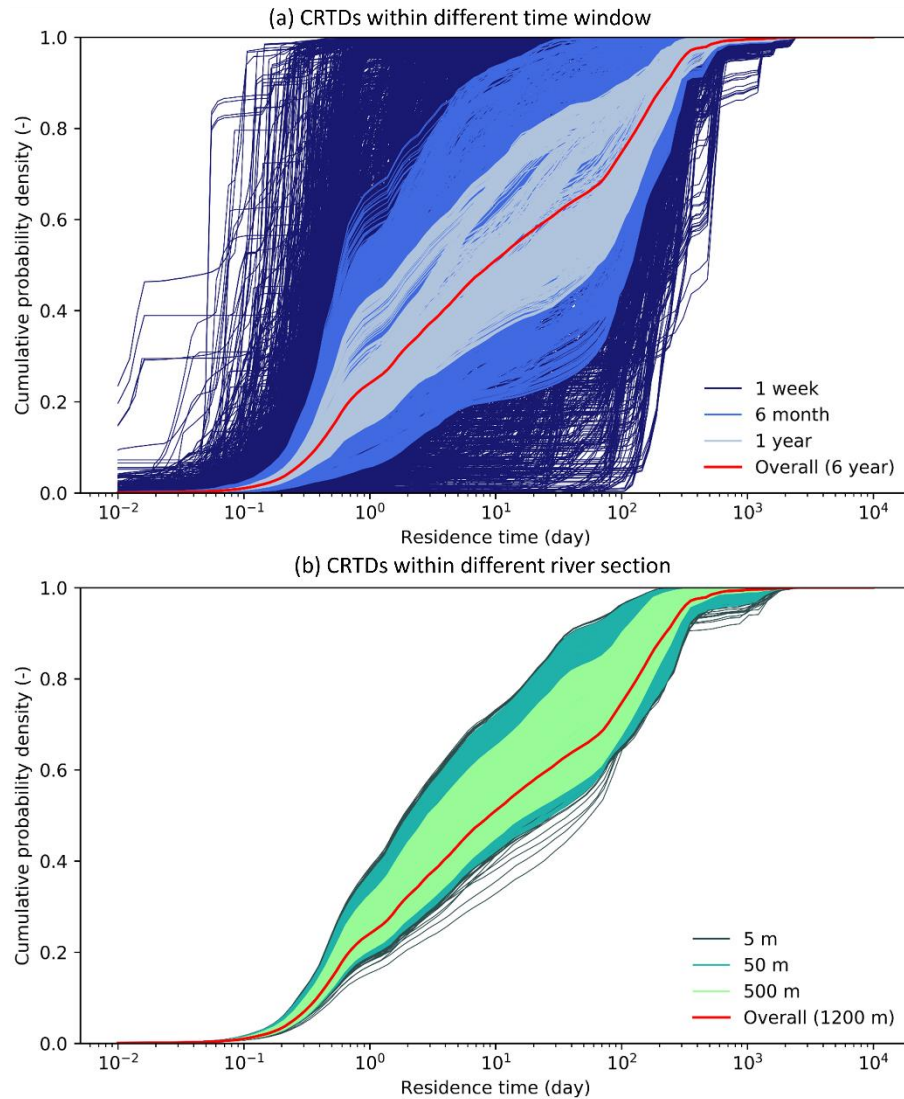 (a) CRTDs within different time window
Cumulative probability density (-)
1.0
0.8
0.6
0.4
0.2
0.0
1 week
6 month
1 year
Overall (6 year)
10⁻² 10⁻¹ 10⁰ 10¹ 10² 10³ 10⁴
Residence time (day)
(b) CRTDs within different river section
Cumulative probability density (-)
1.0
0.8
0.6
0.4
0.2
0.0
5 m
50 m
500 m
Overall (1200 m)
10⁻² 10⁻¹ 10⁰ 10¹ 10² 10³ 10⁴
Residence time (day)